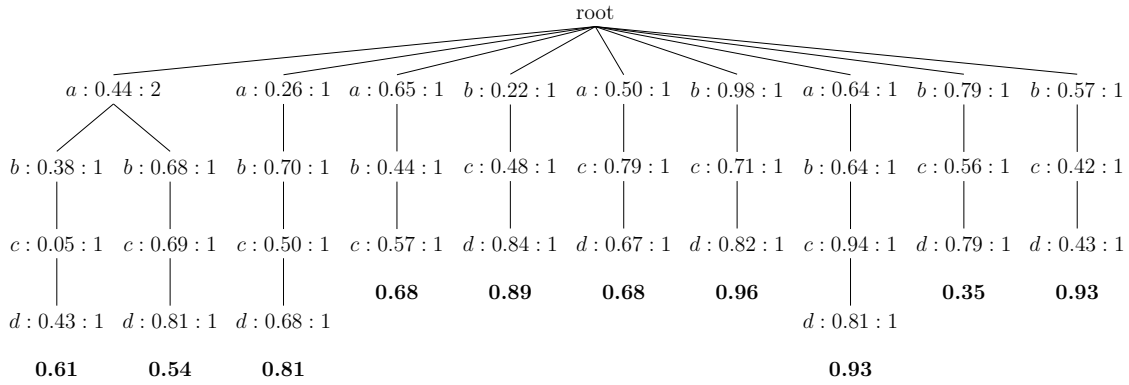 root
a : 0.44 : 2 a : 0.26 : 1 a : 0.65 : 1 b : 0.22 : 1 a : 0.50 : 1 b : 0.98 : 1 a : 0.64 : 1 b : 0.79 : 1 b : 0.57 : 1
b : 0.38 : 1 b : 0.68 : 1 b : 0.70 : 1 b : 0.44 : 1 c : 0.48 : 1 c : 0.79 : 1 c : 0.71 : 1 b : 0.64 : 1 c : 0.56 : 1 c : 0.42 : 1
c : 0.05 : 1 c : 0.69 : 1 c : 0.50 : 1 c : 0.57 : 1 d : 0.84 : 1 d : 0.67 : 1 d : 0.82 : 1 c : 0.94 : 1 d : 0.79 : 1 d : 0.43 : 1
0.68 0.89 0.68 0.96 0.35 0.93
d : 0.43 : 1 d : 0.81 : 1 d : 0.68 : 1 d : 0.81 : 1
0.61 0.54 0.81 0.93